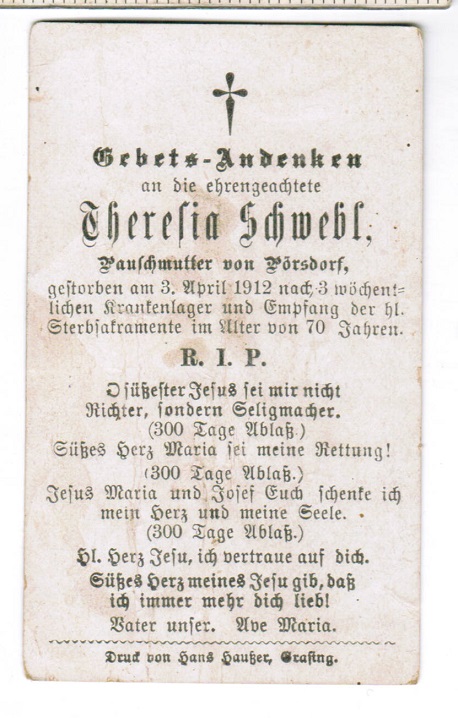 Gebets-Andenken
an die ehrengeachtete
Theresia Schwebl,
Bauschmutter von Pörsdorf,
gestorben am 3. April 1912 nach 3 wöchent=
lichen Krankenlager und Empfang der hl.
Sterbsakramente im Alter von 70 Jahren.
R. I. P.
O süßester Jesus sei mir nicht
Richter, sondern Seligmacher.
(300 Tage Ablaß.)
Süßes Herz Maria sei meine Rettung!
(300 Tage Ablaß.)
Jesus Maria und Josef Euch schenke ich
mein Herz und meine Seele.
(300 Tage Ablaß.)
Hl. Herz Jesu, ich vertraue auf dich.
Süßes Herz meines Jesu gib, daß
ich immer mehr dich lieb!
Vater unser. Ave Maria.
Druck von Hans Haußer, Grafing.